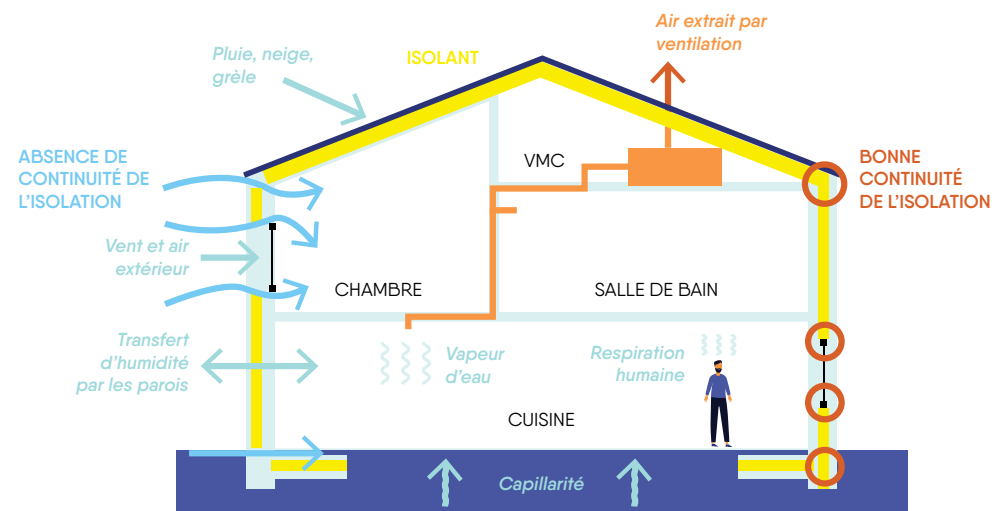 Air extrait par
ventilation
Pluie, neige,
grèle
ISOLANT
ABSENCE DE
CONTINUITÉ DE
L'ISOLATION
VMC
BONNE
CONTINUITÉ
DE L'ISOLATION
Vent et air
extérieur
CHAMBRE
SALLE DE BAIN
Transfert
d'humidité
par les parois
Vapeur
d'eau
Respiration
humaine
CUISINE
Capillarité